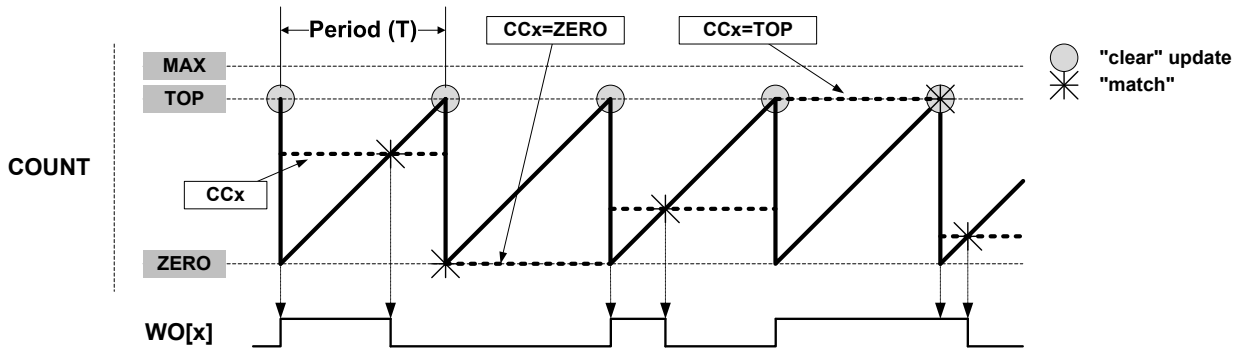 Period (T)
CCx=ZERO
CCx=TOP
"clear" update
"match"
MAX
TOP
COUNT
CCx
ZERO
WO[x]